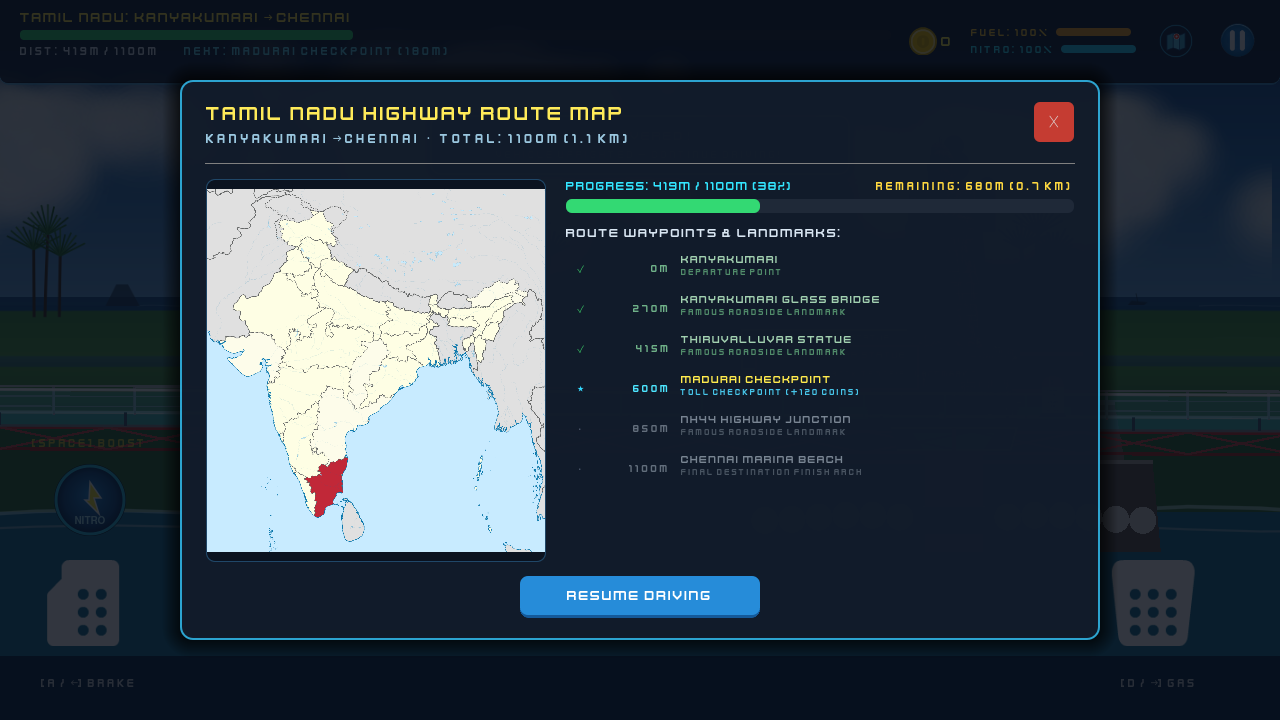 TAMIL NADU: KANYAKUMARI → CHENNAI
DIST: 419M / 1100M NEXT: MADURAI CHECKPOINT (180M)
0
FUEL: 100%
NITRO: 100%
TAMIL NADU HIGHWAY ROUTE MAP
KANYAKUMARI → CHENNAI · TOTAL: 1100M (1.1 KM)
X
PROGRESS: 419M / 1100M (38%) REMAINING: 680M (0.7 KM)
ROUTE WAYPOINTS & LANDMARKS:
✓ 0M KANYAKUMARI
DEPARTURE POINT
✓ 270M KANYAKUMARI GLASS BRIDGE
FAMOUS ROADSIDE LANDMARK
✓ 415M THIRUVALLUVAR STATUE
FAMOUS ROADSIDE LANDMARK
★ 600M MADURAI CHECKPOINT
TOLL CHECKPOINT (+120 COINS)
· 850M NH44 HIGHWAY JUNCTION
FAMOUS ROADSIDE LANDMARK
· 1100M CHENNAI MARINA BEACH
FINAL DESTINATION FINISH ARCH
[SPACE] BOOST
NITRO
RESUME DRIVING
[A / ←] BRAKE
[D / →] GAS